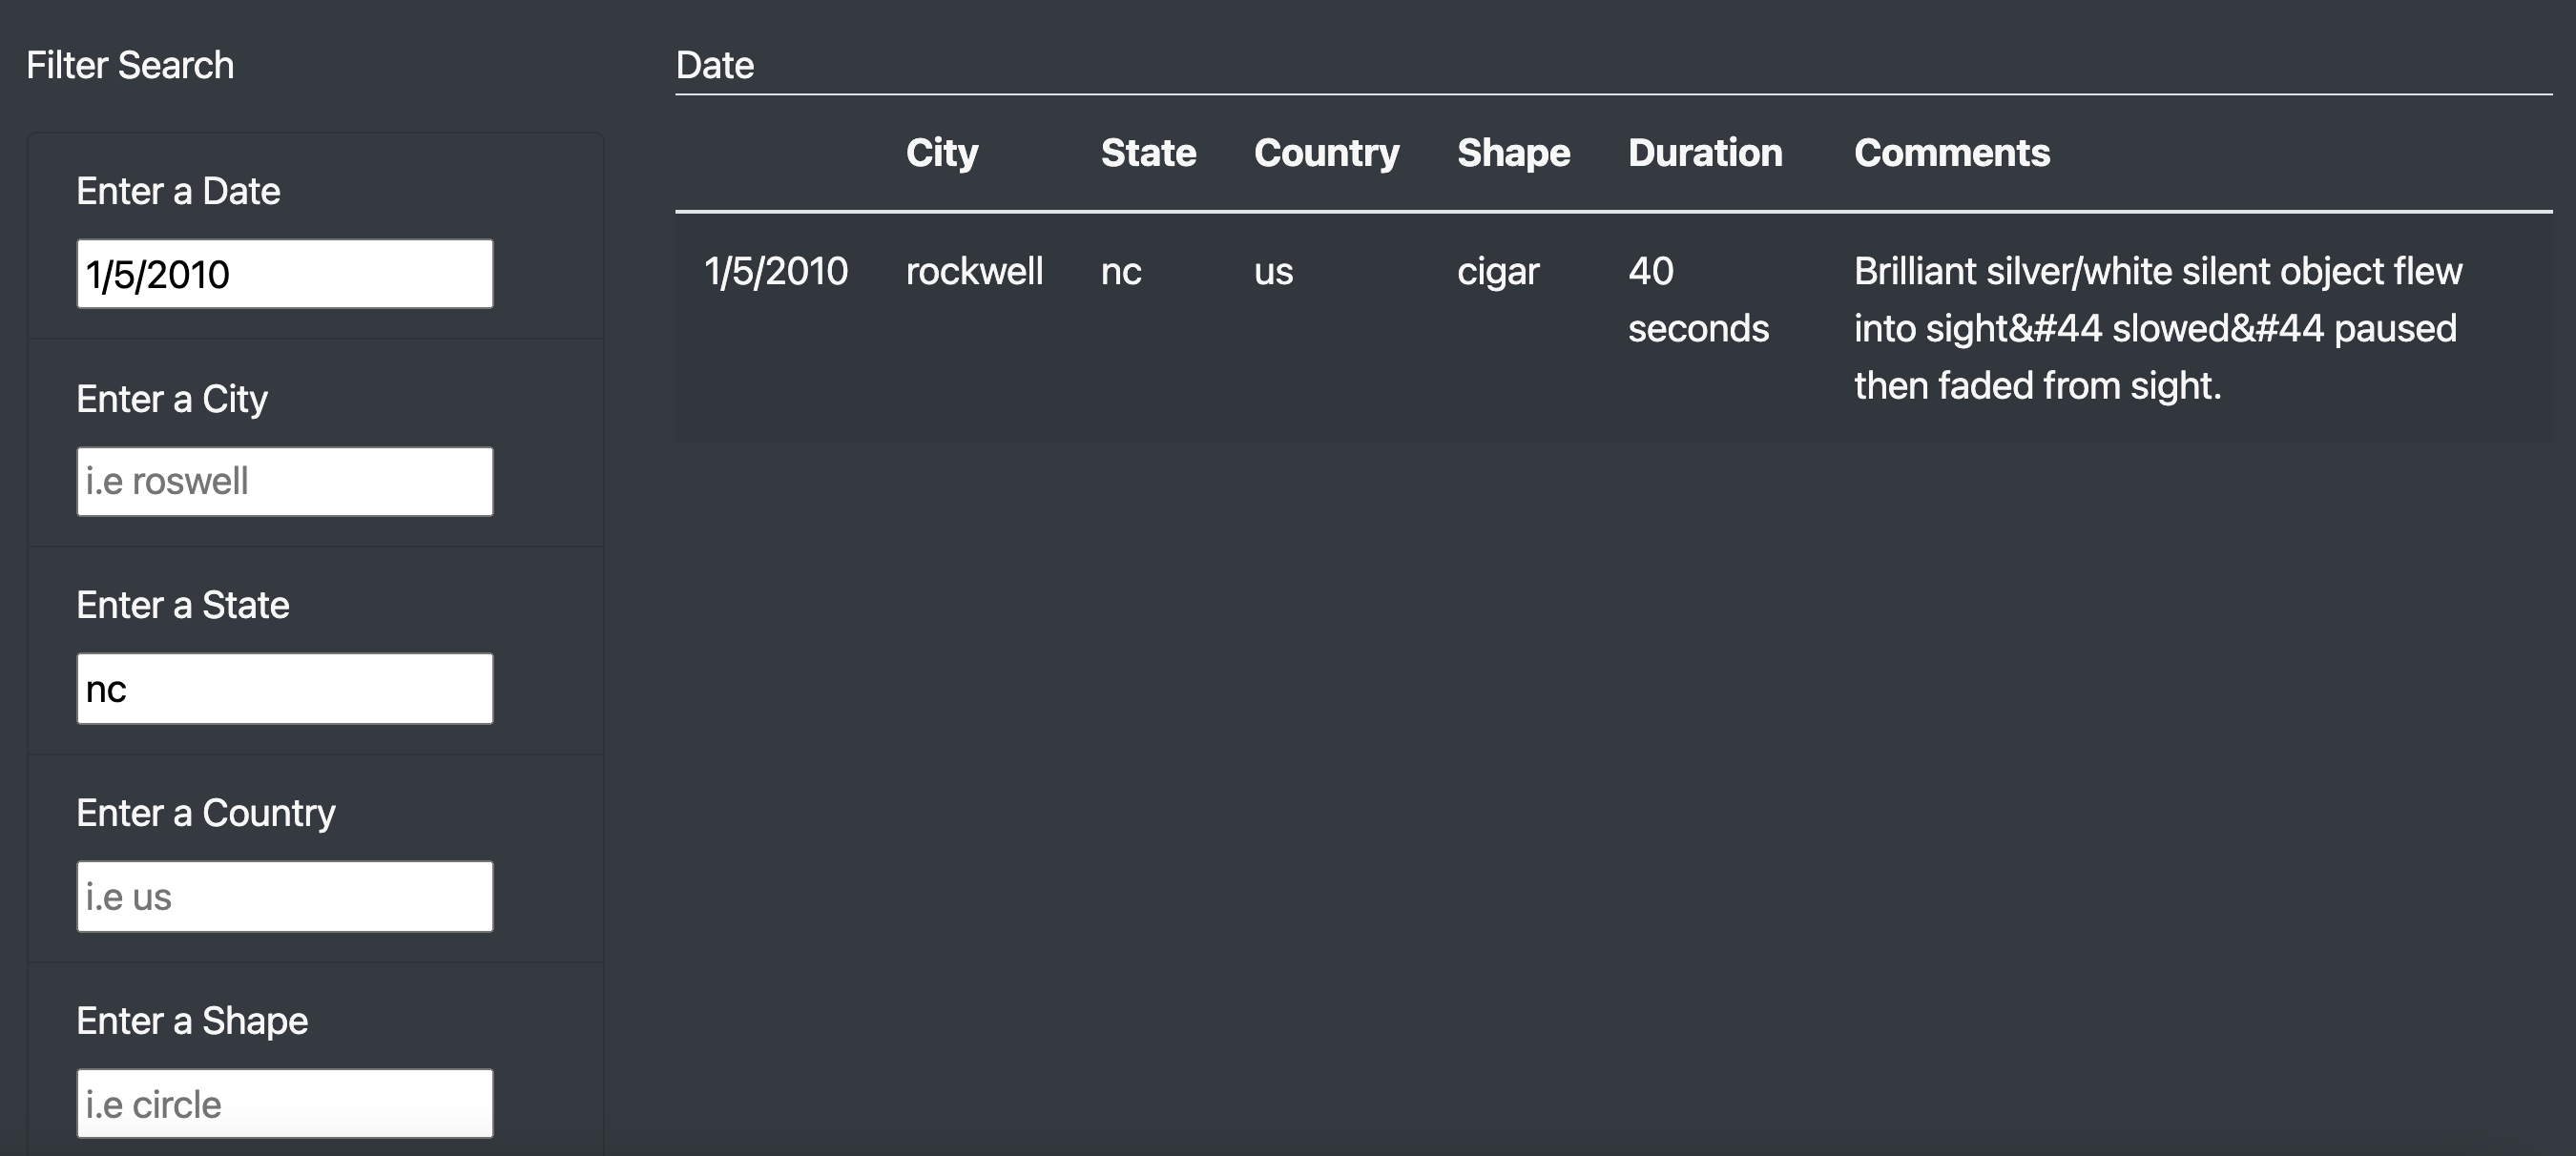 Filter Search
Enter a Date
1/5/2010
Enter a City
i.e roswell
Enter a State
nc
Enter a Country
i.e us
Enter a Shape
i.e circle
Date
City State Country Shape Duration Comments
1/5/2010 rockwell nc us cigar 40 Brilliant silver/white silent object flew
seconds into sight&#44 slowed&#44 paused
then faded from sight.